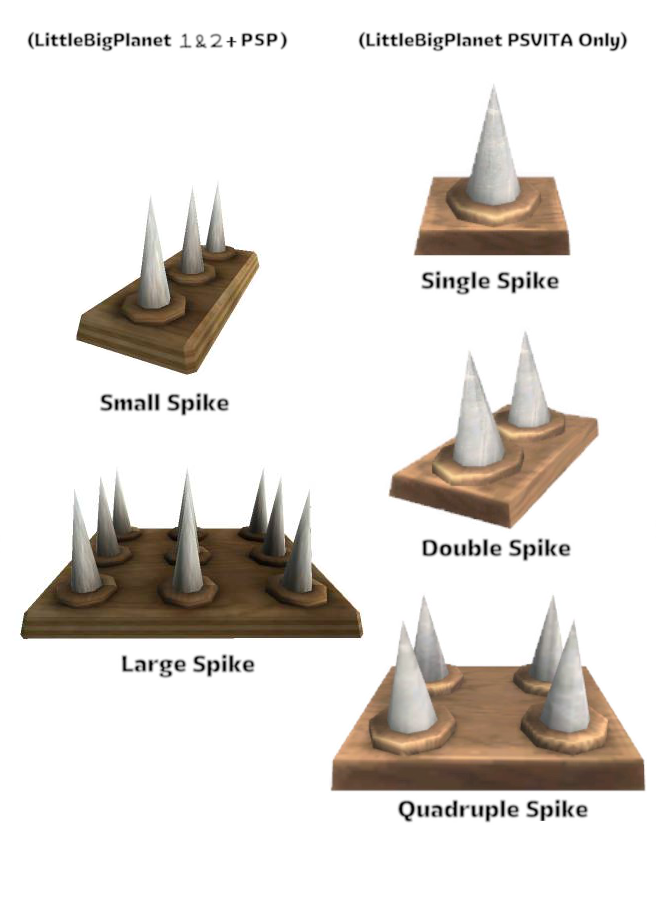 (LittleBigPlanet 1 & 2 + PSP)
(LittleBigPlanet PSVITA Only)
Single Spike
Small Spike
Double Spike
Large Spike
Quadruple Spike